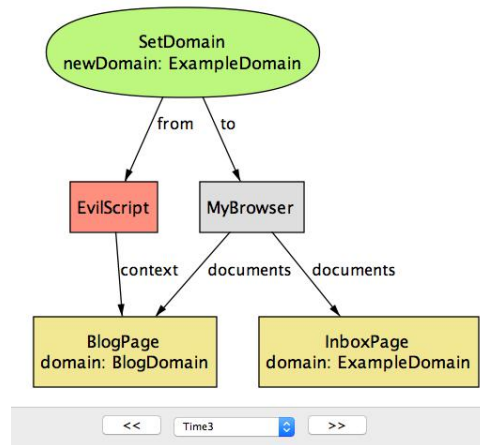 SetDomain
newDomain: ExampleDomain
from
to
EvilScript
MyBrowser
context
documents
documents
BlogPage
domain: BlogDomain
InboxPage
domain: ExampleDomain
<<
Time3
>>